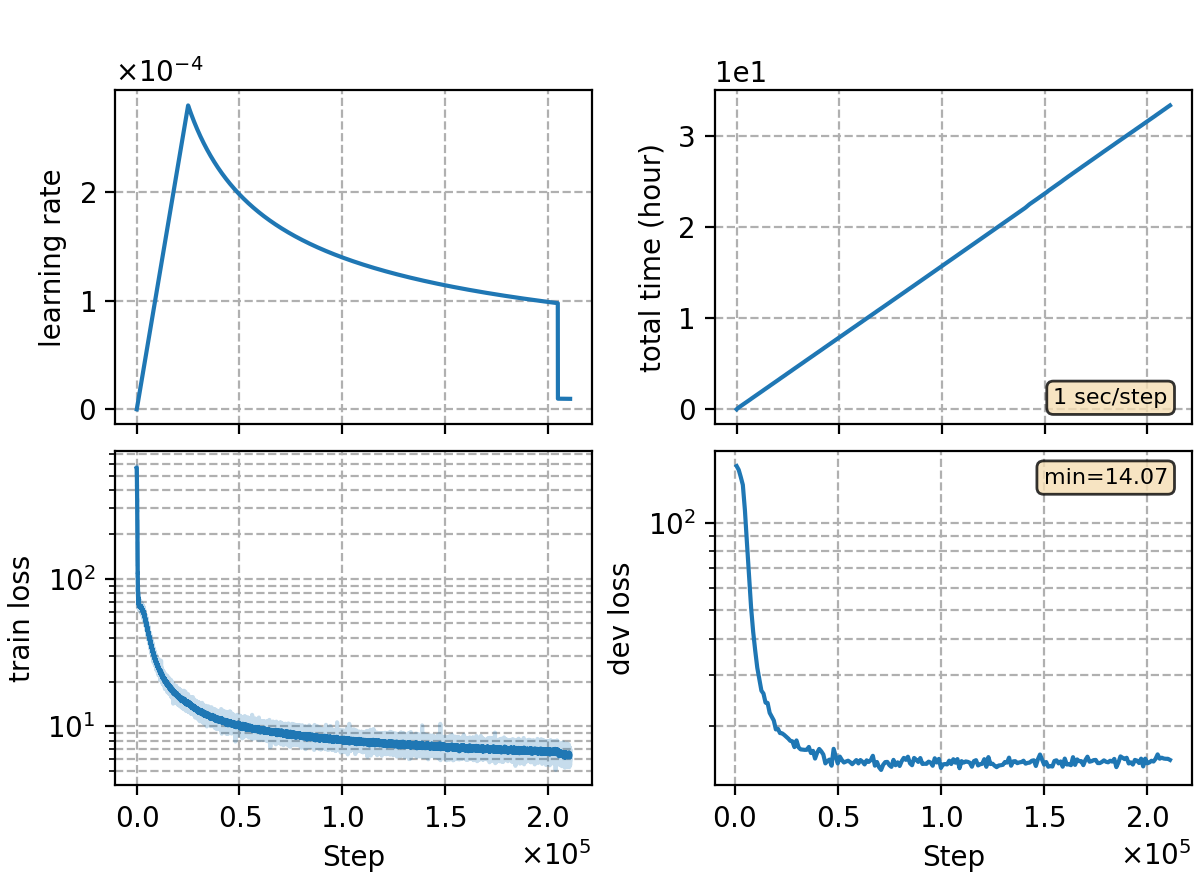 ×10⁻⁴
learning rate
2
1
0
1e1
total time (hour)
3
2
1
0
1 sec/step
train loss
10²
10¹
0.0 0.5 1.0 1.5 2.0
Step
×10⁵
dev loss
10²
min=14.07
0.0 0.5 1.0 1.5 2.0
Step
×10⁵